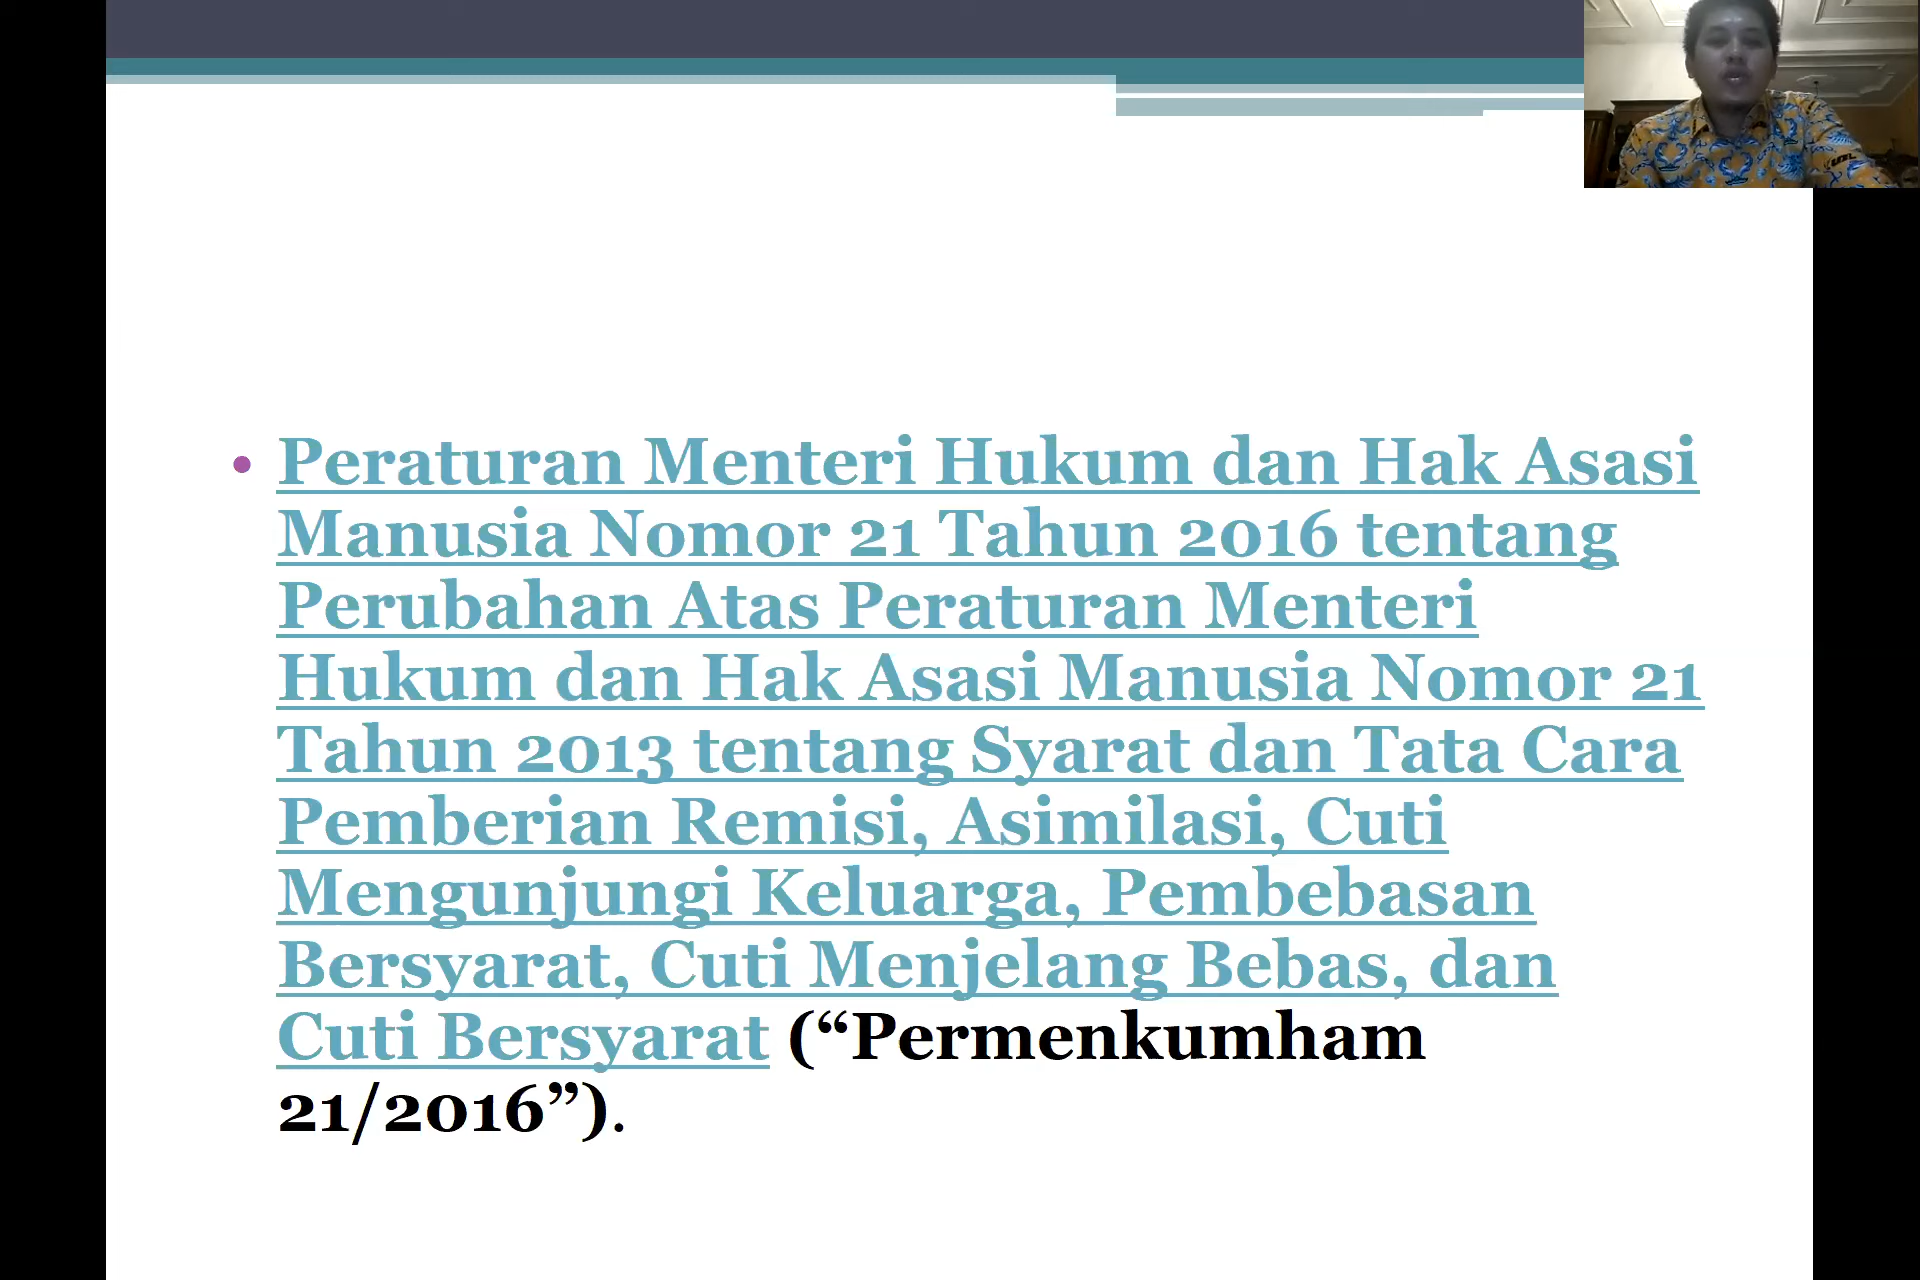 Peraturan Menteri Hukum dan Hak Asasi
Manusia Nomor 21 Tahun 2016 tentang
Perubahan Atas Peraturan Menteri
Hukum dan Hak Asasi Manusia Nomor 21
Tahun 2013 tentang Syarat dan Tata Cara
Pemberian Remisi, Asimilasi, Cuti
Mengunjungi Keluarga, Pembebasan
Bersyarat, Cuti Menjelang Bebas, dan
Cuti Bersyarat (“Permenkumham
21/2016”).